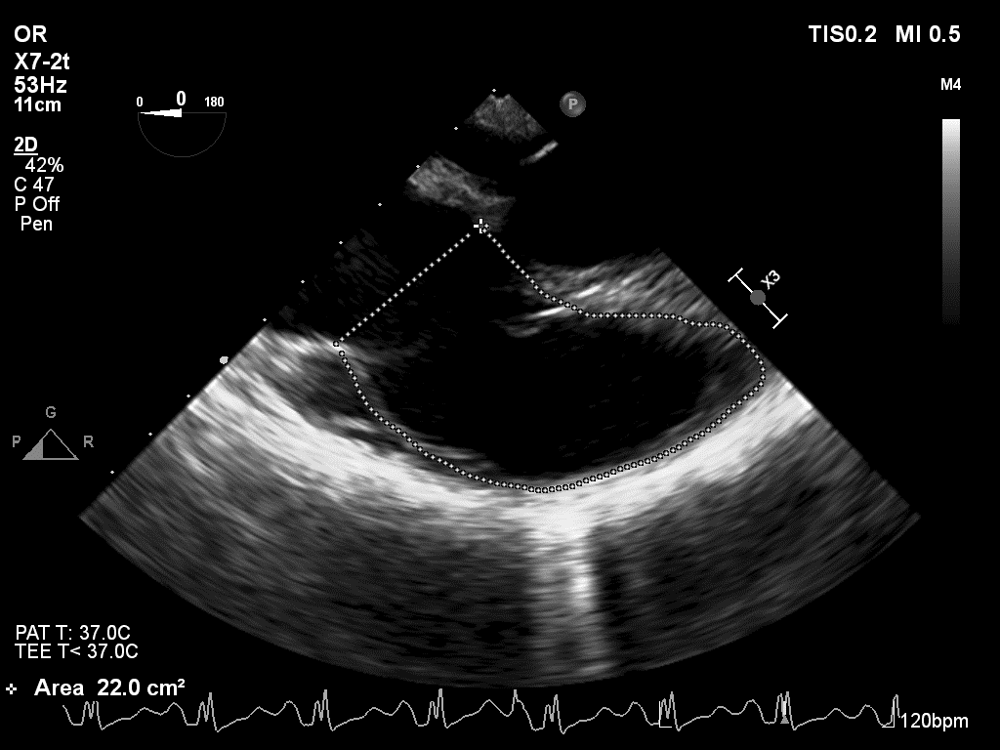 OR
X7-2t
53Hz
11cm
2D
42%
C 47
P Off
Pen
0 0 180
P
TIS0.2 MI 0.5
M4
X3
G
P R
PAT T: 37.0C
TEE T< 37.0C
Area 22.0 cm²
120bpm